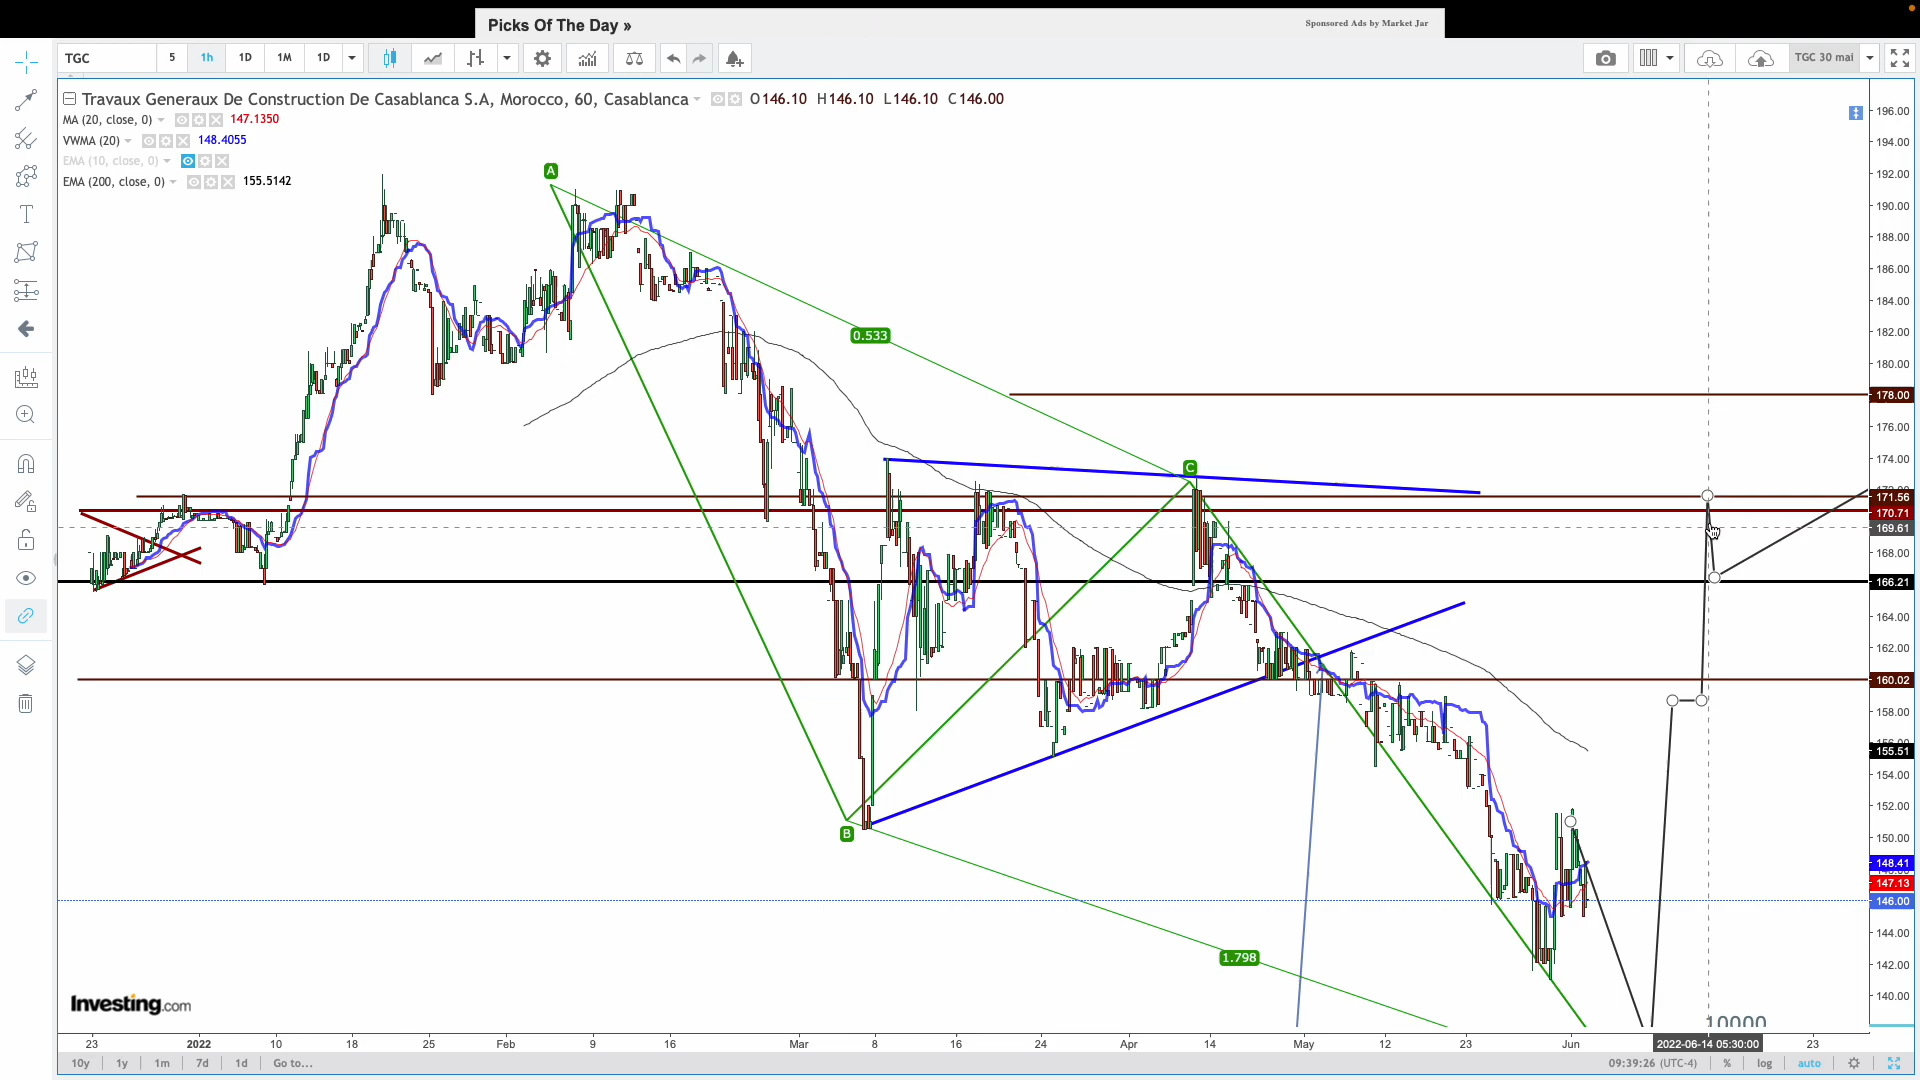 Picks Of The Day »
Sponsored Ads by Market Jar
TGC 5 1h 1D 1M 1D TGC 30 mai
Travaux Generaux De Construction De Casablanca S.A, Morocco, 60, Casablanca O146.10 H146.10 L146.10 C146.00
MA (20, close, 0) 147.1350
VWMA (20) 148.4055
EMA (10, close, 0)
EMA (200, close, 0) 155.5142
A
0.533
C
B
1.798
196.00
194.00
192.00
190.00
188.00
186.00
184.00
182.00
180.00
178.00
176.00
174.00
171.56
170.71
169.61
168.00
166.21
164.00
162.00
160.02
158.00
155.51
154.00
152.00
150.00
148.41
147.13
146.00
144.00
142.00
140.00
Investing.com
10000
23 2022 10 18 25 Feb 9 16 Mar 8 16 24 Apr 14 May 12 23 Jun 2022-06-14 05:30:00 23
10y 1y 1m 7d 1d Go to... 09:39:26 (UTC-4) % log auto